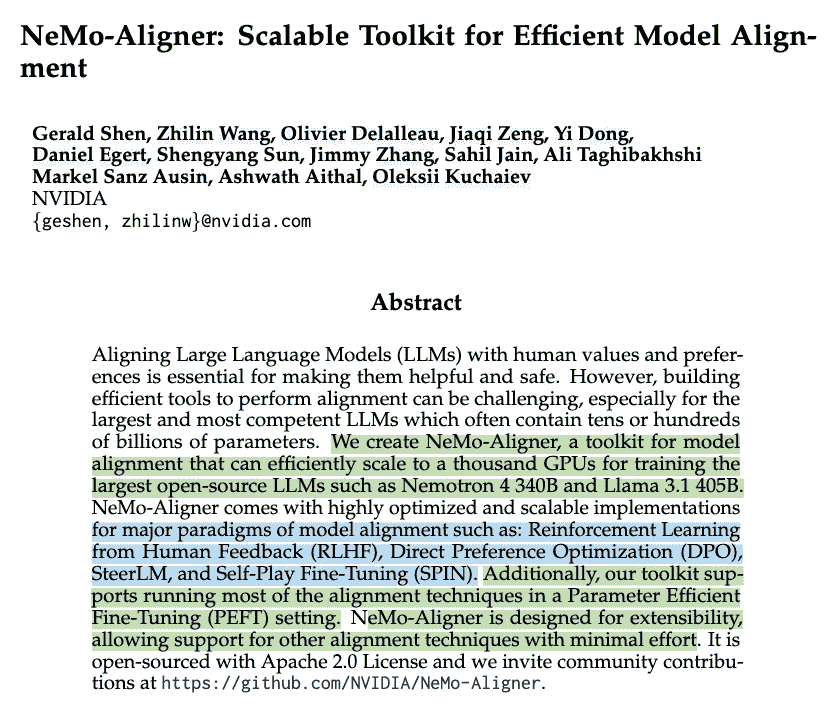 NeMo-Aligner: Scalable Toolkit for Efficient Model Align-
ment
Gerald Shen, Zhilin Wang, Olivier Delalleau, Jiaqi Zeng, Yi Dong,
Daniel Egert, Shengyang Sun, Jimmy Zhang, Sahil Jain, Ali Taghibakhshi
Markel Sanz Ausin, Ashwath Aithal, Oleksii Kuchaiev
NVIDIA
{geshen, zhilinw}@nvidia.com
Abstract
Aligning Large Language Models (LLMs) with human values and prefer-
ences is essential for making them helpful and safe. However, building
efficient tools to perform alignment can be challenging, especially for the
largest and most competent LLMs which often contain tens or hundreds
of billions of parameters. We create NeMo-Aligner, a toolkit for model
alignment that can efficiently scale to a thousand GPUs for training the
largest open-source LLMs such as Nemotron 4 340B and Llama 3.1 405B.
NeMo-Aligner comes with highly optimized and scalable implementations
for major paradigms of model alignment such as: Reinforcement Learning
from Human Feedback (RLHF), Direct Preference Optimization (DPO),
SteerLM, and Self-Play Fine-Tuning (SPIN). Additionally, our toolkit sup-
ports running most of the alignment techniques in a Parameter Efficient
Fine-Tuning (PEFT) setting. NeMo-Aligner is designed for extensibility,
allowing support for other alignment techniques with minimal effort. It is
open-sourced with Apache 2.0 License and we invite community contribu-
tions at https://github.com/NVIDIA/NeMo-Aligner.